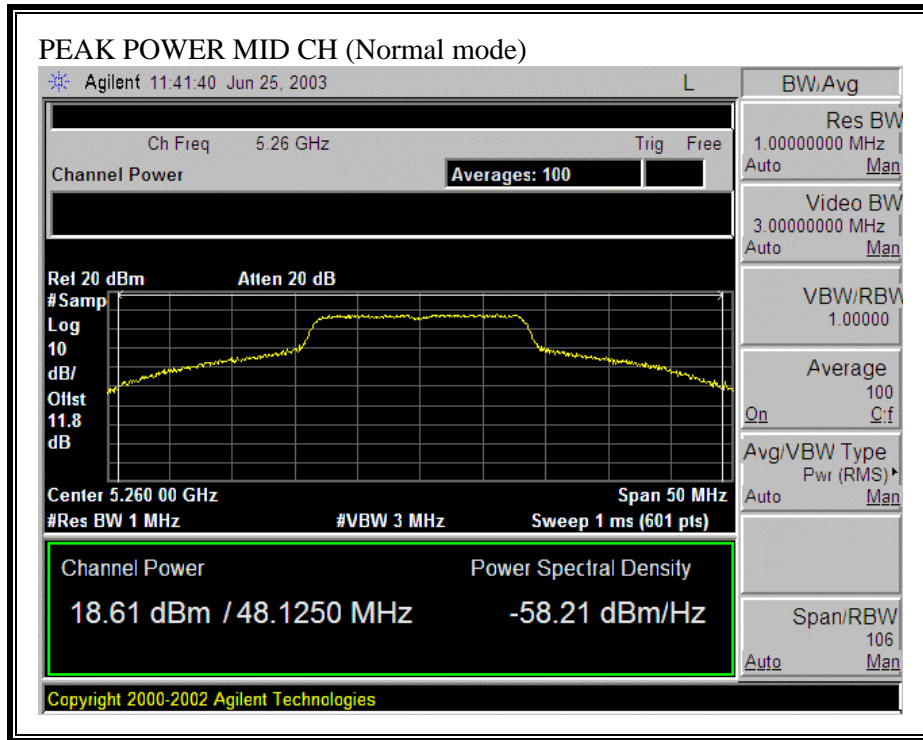 PEAK POWER MID CH (Normal mode)
Agilent 11:41:40 Jun 25, 2003 L
BW/Avg
Ch Freq 5.26 GHz Trig Free
Channel Power Averages: 100
Res BW
1.00000000 MHz
Auto Man
Video BW
3.00000000 MHz
Auto Man
VBW/RBW
1.00000
Average
100
On
Avg/VBW Type
Pwr (RMS)
Auto Man
Span/RBW
106
Auto Man
Ref 20 dBm Atten 20 dB
#Samp
Log
10
dB/
Offst
11.8
dB
Center 5.260 00 GHz Span 50 MHz
#Res BW 1 MHz #VBW 3 MHz Sweep 1 ms (601 pts)
Channel Power Power Spectral Density
18.61 dBm / 48.1250 MHz -58.21 dBm/Hz
Copyright 2000-2002 Agilent Technologies